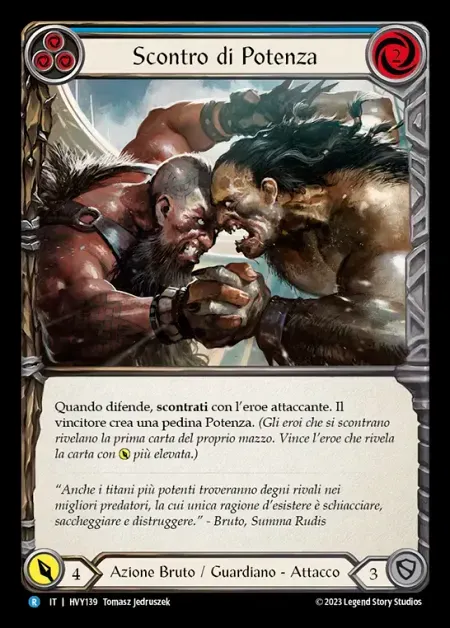 Scontro di Potenza
2
Quando difende, scontrati con l'eroe attaccante. Il
vincitore crea una pedina Potenza. (Gli eroi che si scontrano
rivelano la prima carta del proprio mazzo. Vince l'eroe che rivela
la carta con più elevata.)
"Anche i titani più potenti troveranno degni rivali nei
migliori predatori, la cui unica ragione d'esistere è schiacciare,
saccheggiare e distruggere." - Bruto, Summa Rudis
4
Azione Bruto / Guardiano - Attacco
3
R IT | HVY139 Tomasz Jedruszek
© 2023 Legend Story Studios